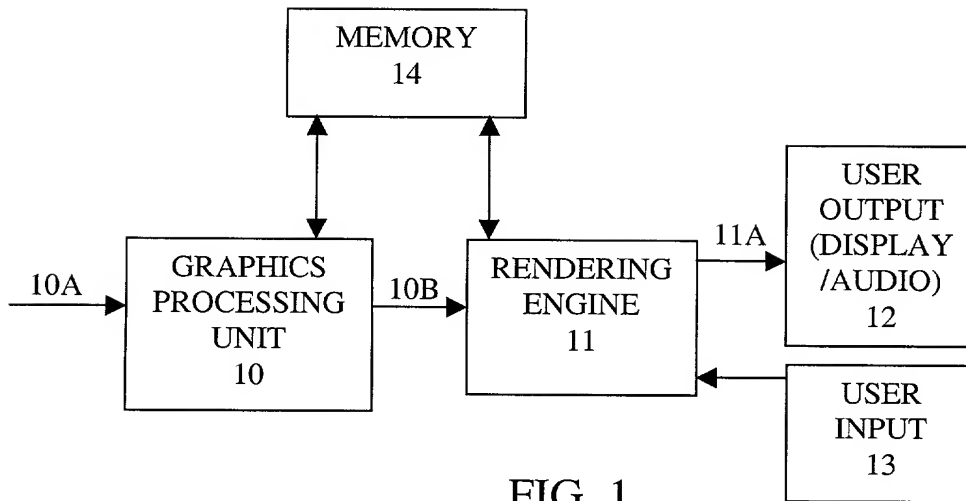 MEMORY
14
10A
GRAPHICS
PROCESSING
UNIT
10
10B
RENDERING
ENGINE
11
11A
USER
OUTPUT
(DISPLAY
/AUDIO)
12
USER
INPUT
13
FIG. 1